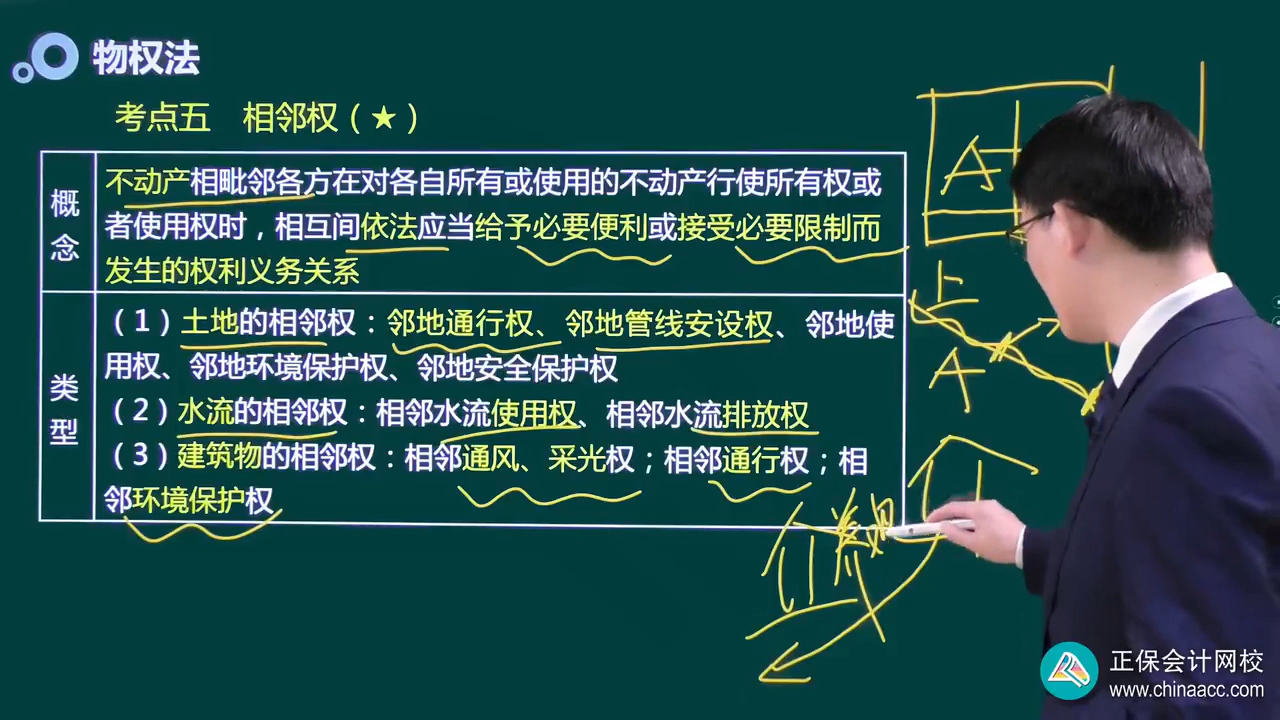 物权法
考点五 相邻权（★）
概念
不动产相毗邻各方在对各自所有或使用的不动产行使所有权或
者使用权时，相互间依法应当给予必要便利或接受必要限制而
发生的权利义务关系
类型
（1）土地的相邻权：邻地通行权、邻地管线安设权、邻地使
用权、邻地环境保护权、邻地安全保护权
（2）水流的相邻权：相邻水流使用权、相邻水流排放权
（3）建筑物的相邻权：相邻通风、采光权；相邻通行权；相
邻环境保护权
A
上
A
正保会计网校
www.chinaacc.com